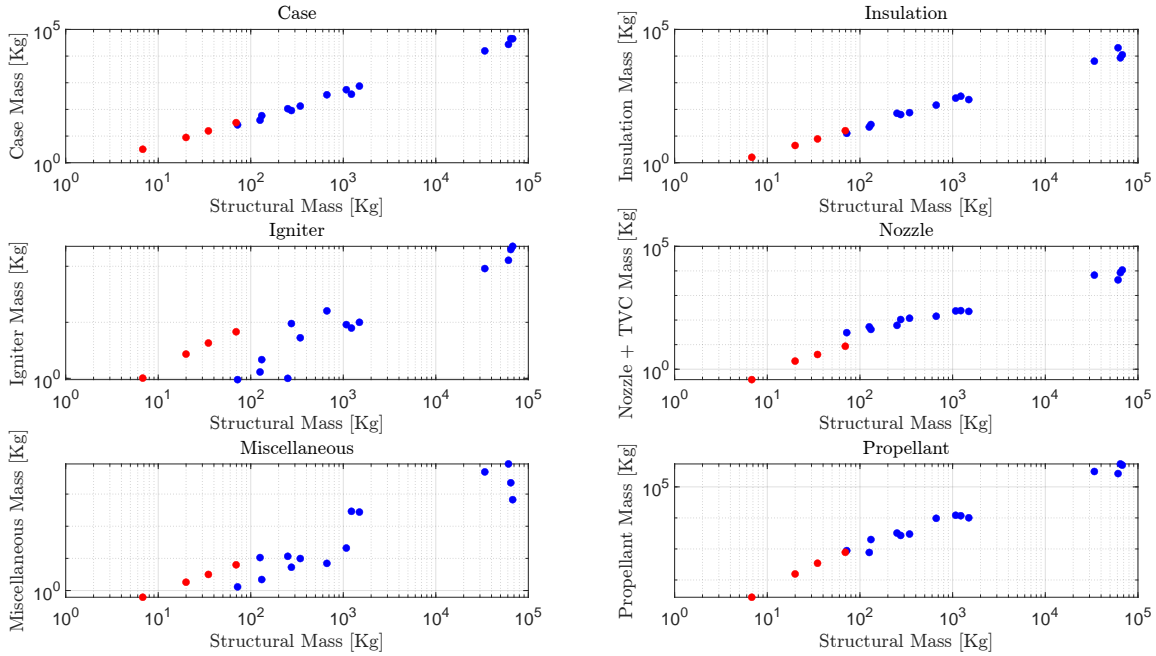 Case
Case Mass [Kg]
10^5
10^0
10^0 10^1 10^2 10^3 10^4 10^5
Structural Mass [Kg]
Insulation
Insulation Mass [Kg]
10^5
10^0
10^0 10^1 10^2 10^3 10^4 10^5
Structural Mass [Kg]
Igniter
Igniter Mass [Kg]
10^0
10^0 10^1 10^2 10^3 10^4 10^5
Structural Mass [Kg]
Nozzle
Nozzle + TVC Mass [Kg]
10^5
10^0
10^0 10^1 10^2 10^3 10^4 10^5
Structural Mass [Kg]
Miscellaneous
Miscellaneous Mass [Kg]
10^0
10^0 10^1 10^2 10^3 10^4 10^5
Structural Mass [Kg]
Propellant
Propellant Mass [Kg]
10^5
10^0 10^1 10^2 10^3 10^4 10^5
Structural Mass [Kg]